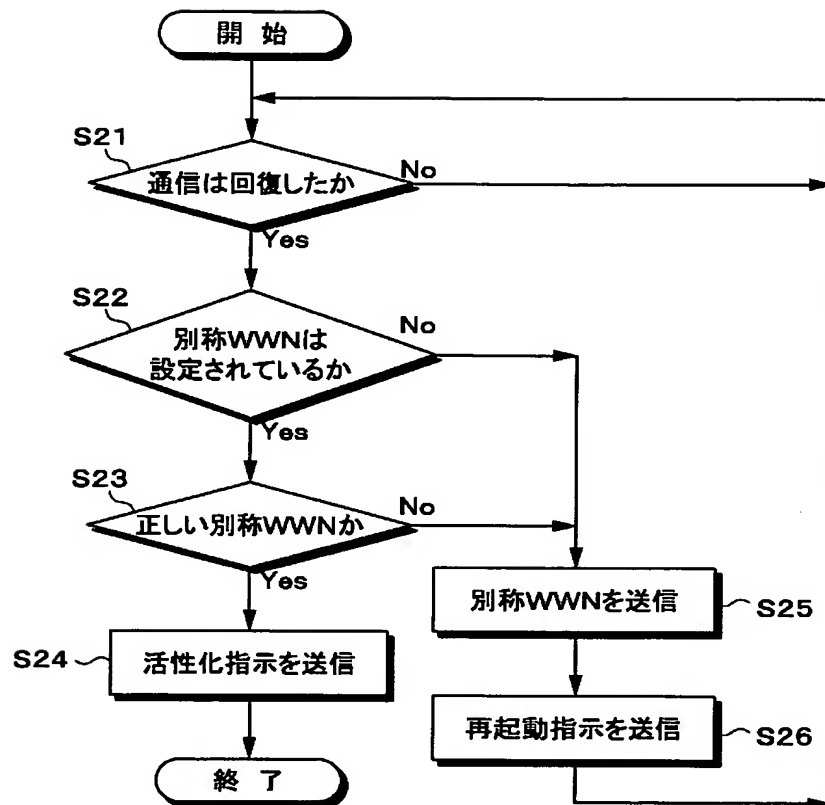 開 始
S21
通信は回復したか
No
Yes
S22
別称WWNは
設定されているか
No
Yes
S23
正しい別称WWNか
No
Yes
別称WWNを送信
S25
S24
活性化指示を送信
再起動指示を送信
S26
終 了